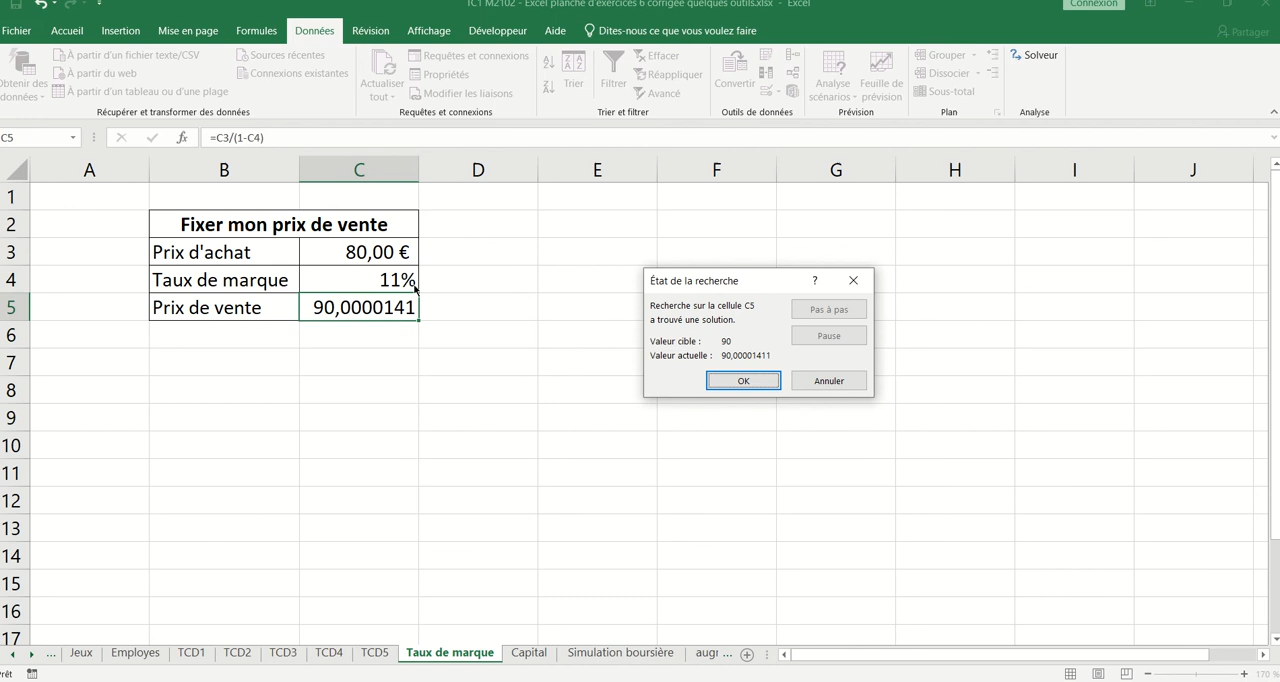 TC1 M2102 - Excel planche d'exercices 6 corrigée quelques outils.xlsx - Excel
Connexion
Fichier Accueil Insertion Mise en page Formules Données Révision Affichage Développeur Aide Dites-nous ce que vous voulez faire Partager
À partir d'un fichier texte/CSV Sources récentes Requêtes et connexions Effacer Grouper Solveur
À partir du web Connexions existantes Propriétés Réappliquer Dissocier
Obtenir des données À partir d'un tableau ou d'une plage Actualiser tout Modifier les liaisons Trier Filtrer Avancé Convertir Analyse scénarios Feuille de prévision Sous-total
Récupérer et transformer des données Requêtes et connexions Trier et filtrer Outils de données Prévision Plan Analyse
C5 fx =C3/(1-C4)
A B C D E F G H I J
1
2 Fixer mon prix de vente
3 Prix d'achat 80,00 €
4 Taux de marque 11%
5 Prix de vente 90,0000141
6
7
8
9
10
11
12
13
14
15
16
17
État de la recherche ?
Recherche sur la cellule C5
a trouvé une solution.
Pas à pas
Pause
Valeur cible : 90
Valeur actuelle : 90,00001411
OK Annuler
... Jeux Employes TCD1 TCD2 TCD3 TCD4 TCD5 Taux de marque Capital Simulation boursière augr ...
rêt 170 %